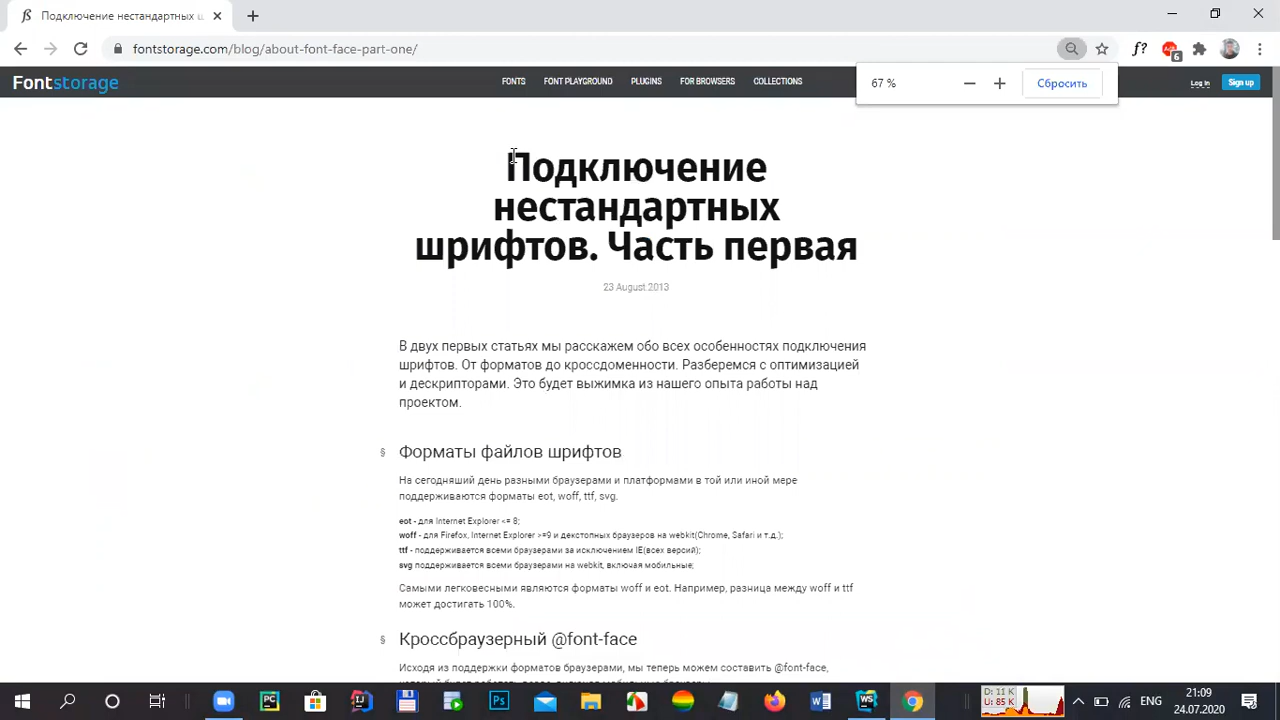 Подключение нестандартных ш
fontstorage.com/blog/about-font-face-part-one/
f?
6
67 %
Сбросить
Fontstorage
FONTS
FONT PLAYGROUND
PLUGINS
FOR BROWSERS
COLLECTIONS
Log in
Sign up
Подключение
нестандартных
шрифтов. Часть первая
23 August 2013
В двух первых статьях мы расскажем обо всех особенностях подключения
шрифтов. От форматов до кроссдоменности. Разберемся с оптимизацией
и дескрипторами. Это будет выжимка из нашего опыта работы над
проектом.
§ Форматы файлов шрифтов
На сегодняший день разными браузерами и платформами в той или иной мере
поддерживаются форматы eot, woff, ttf, svg.
eot - для Internet Explorer <= 8;
woff - для Firefox, Internet Explorer >=9 и декстопных браузеров на webkit(Chrome, Safari и т.д.);
ttf - поддерживается всеми браузерами за исключением IE(всех версий);
svg поддерживается всеми браузерами на webkit, включая мобильные;
Самыми легковесными являются форматы woff и eot. Например, разница между woff и ttf
может достигать 100%.
§ Кроссбраузерный @font-face
Исходя из поддержки форматов браузерами, мы теперь можем составить @font-face,
D: 11 K
U: 85 K
ENG
21:09
24.07.2020